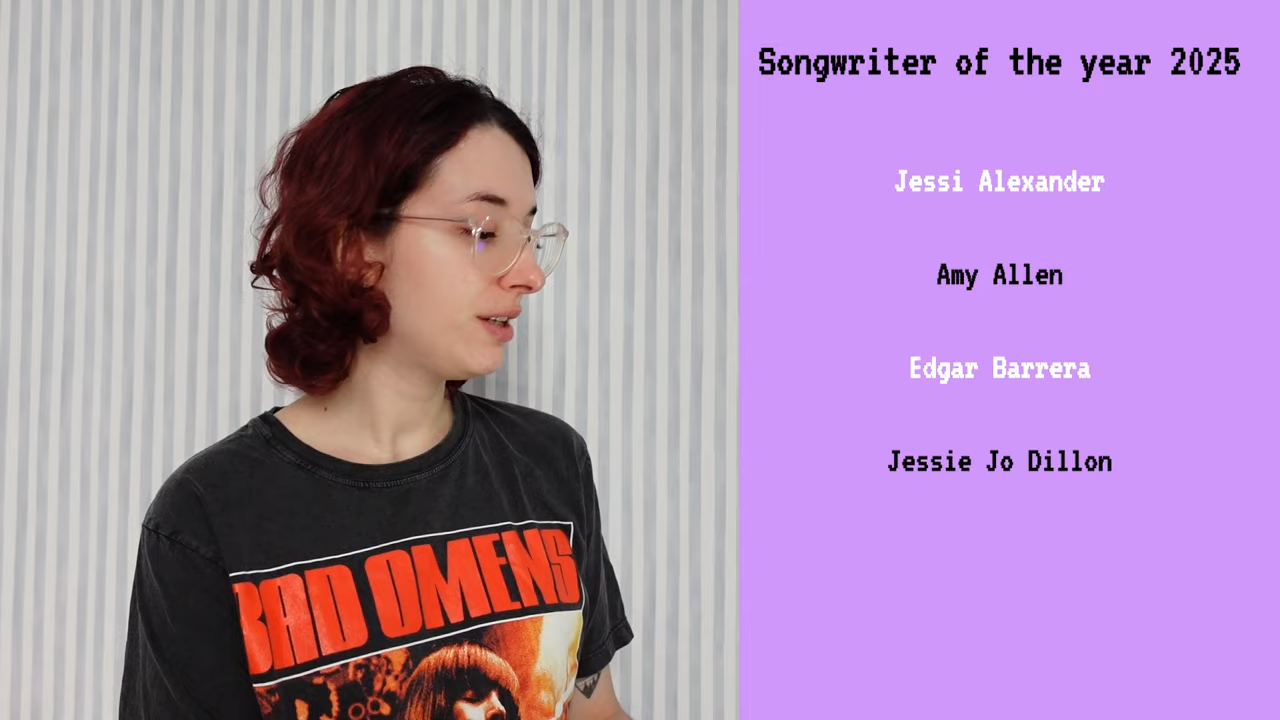 Songwriter of the year 2025
Jessi Alexander
Amy Allen
Edgar Barrera
Jessie Jo Dillon
BAD OMENS